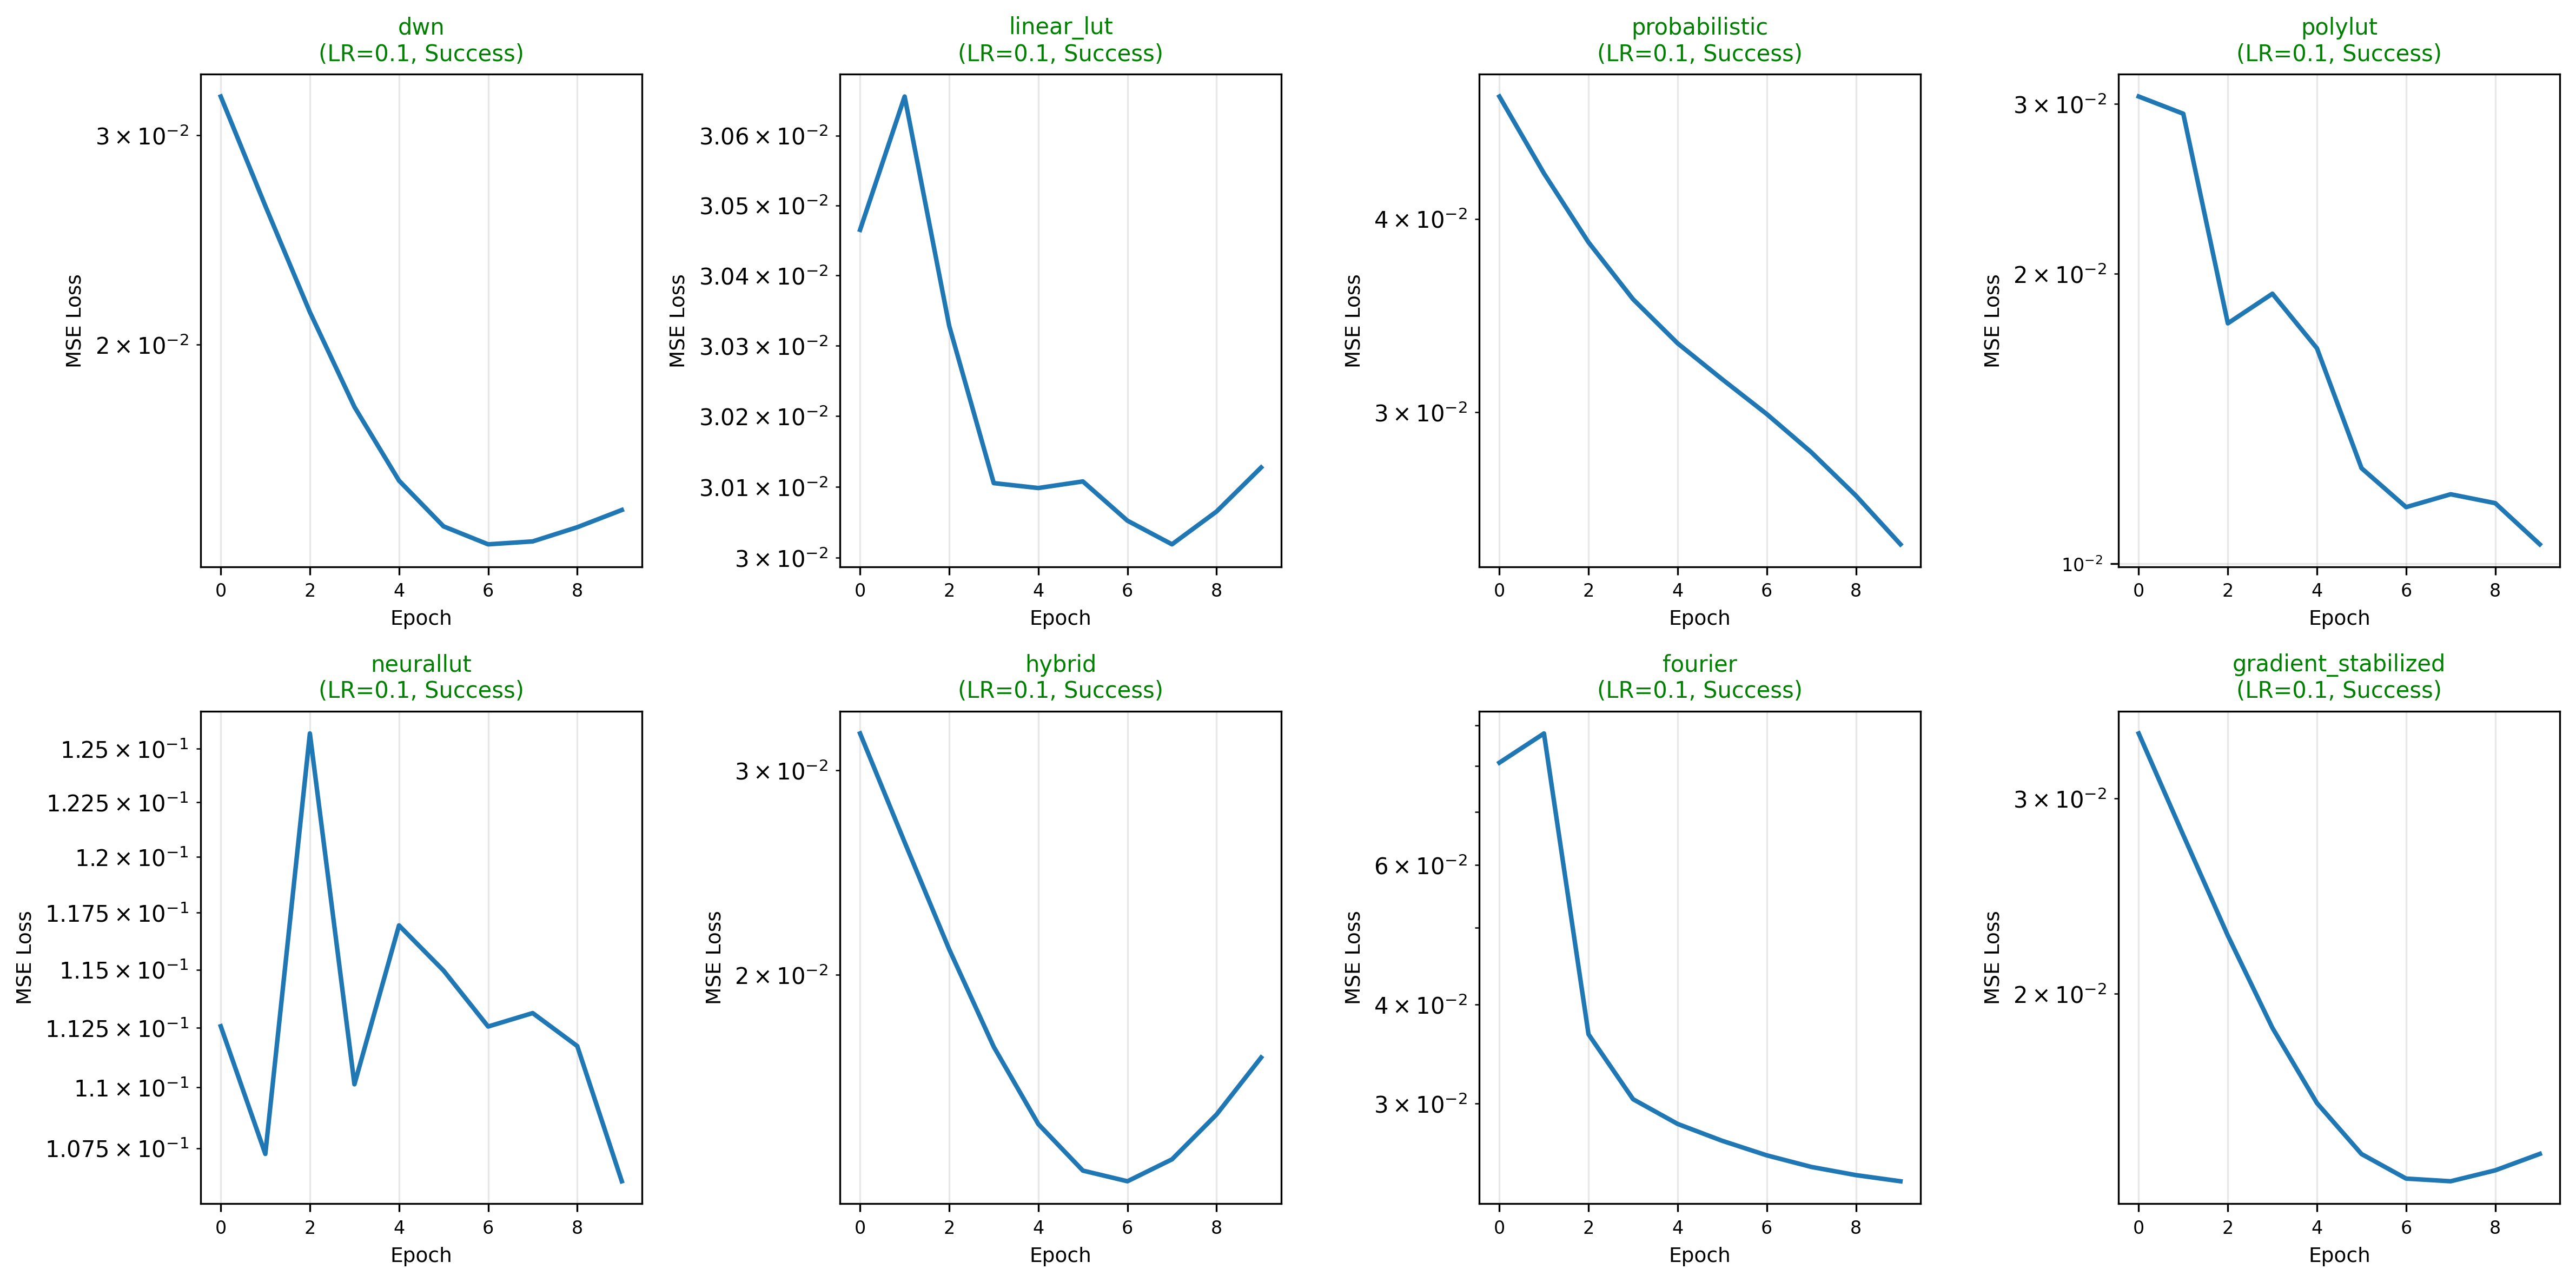 dwn
(LR=0.1, Success)
MSE Loss
3 × 10⁻²
2 × 10⁻²
0 2 4 6 8
Epoch
linear_lut
(LR=0.1, Success)
MSE Loss
3.06 × 10⁻²
3.05 × 10⁻²
3.04 × 10⁻²
3.03 × 10⁻²
3.02 × 10⁻²
3.01 × 10⁻²
3 × 10⁻²
0 2 4 6 8
Epoch
probabilistic
(LR=0.1, Success)
MSE Loss
4 × 10⁻²
3 × 10⁻²
0 2 4 6 8
Epoch
polylut
(LR=0.1, Success)
MSE Loss
3 × 10⁻²
2 × 10⁻²
10⁻²
0 2 4 6 8
Epoch
neurallut
(LR=0.1, Success)
MSE Loss
1.25 × 10⁻¹
1.225 × 10⁻¹
1.2 × 10⁻¹
1.175 × 10⁻¹
1.15 × 10⁻¹
1.125 × 10⁻¹
1.1 × 10⁻¹
1.075 × 10⁻¹
0 2 4 6 8
Epoch
hybrid
(LR=0.1, Success)
MSE Loss
3 × 10⁻²
2 × 10⁻²
0 2 4 6 8
Epoch
fourier
(LR=0.1, Success)
MSE Loss
6 × 10⁻²
4 × 10⁻²
3 × 10⁻²
0 2 4 6 8
Epoch
gradient_stabilized
(LR=0.1, Success)
MSE Loss
3 × 10⁻²
2 × 10⁻²
0 2 4 6 8
Epoch